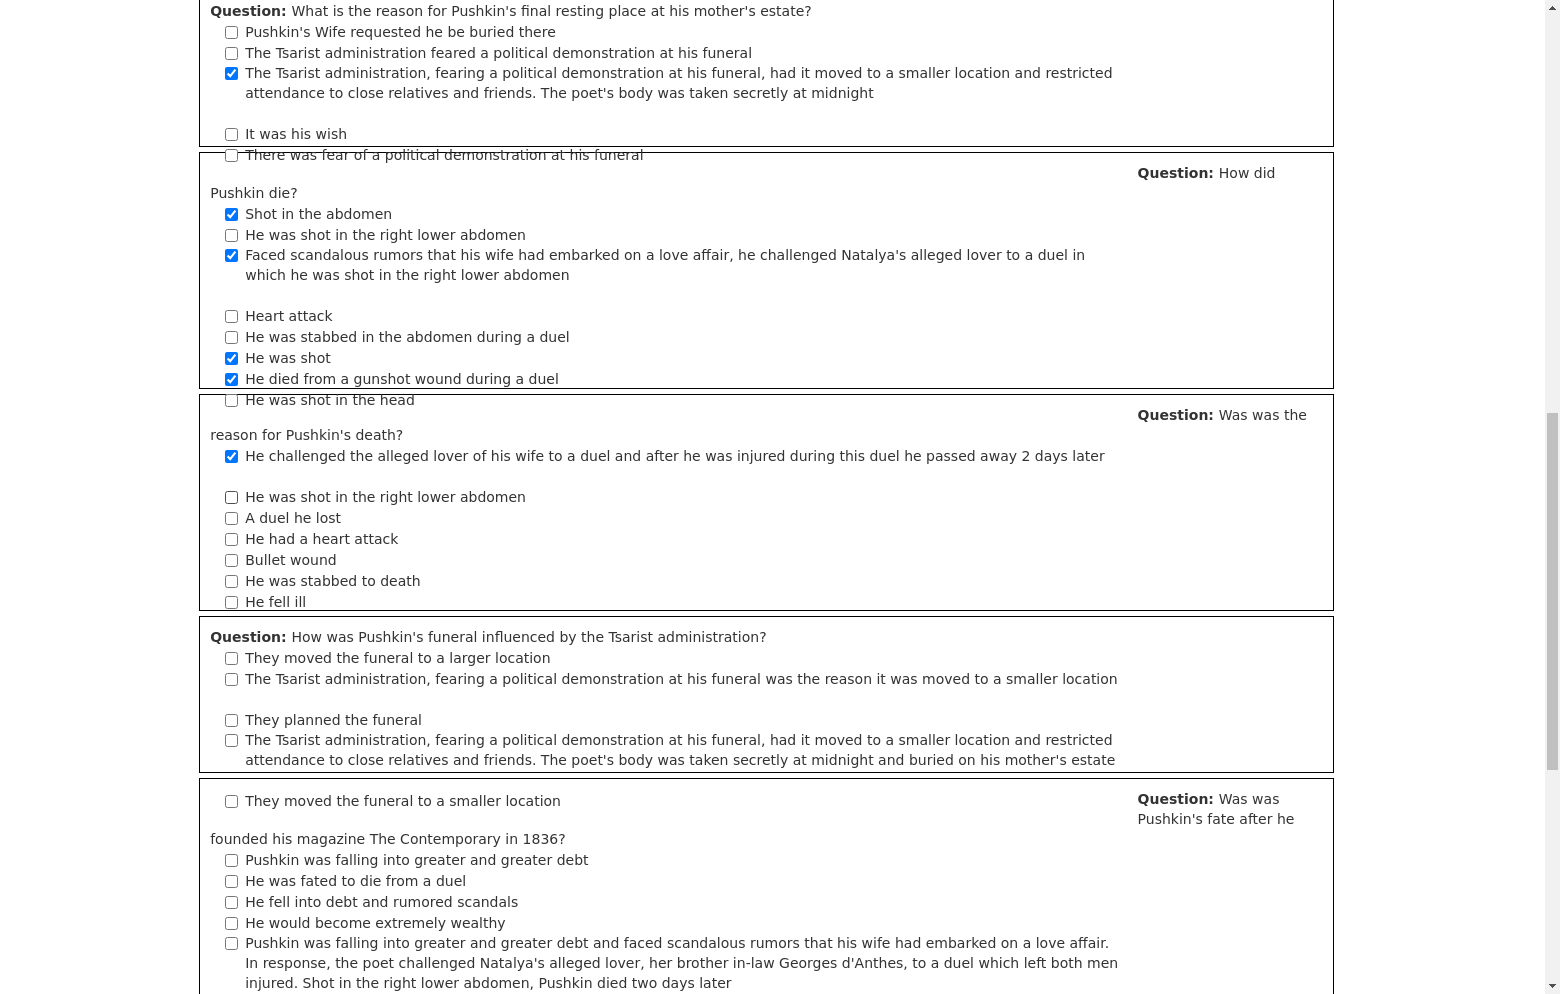 Question: What is the reason for Pushkin's final resting place at his mother's estate?
Pushkin's Wife requested he be buried there
The Tsarist administration feared a political demonstration at his funeral
The Tsarist administration, fearing a political demonstration at his funeral, had it moved to a smaller location and restricted
attendance to close relatives and friends. The poet's body was taken secretly at midnight
It was his wish
There was fear of a political demonstration at his funeral
Question: How did
Pushkin die?
Shot in the abdomen
He was shot in the right lower abdomen
Faced scandalous rumors that his wife had embarked on a love affair, he challenged Natalya's alleged lover to a duel in
which he was shot in the right lower abdomen
Heart attack
He was stabbed in the abdomen during a duel
He was shot
He died from a gunshot wound during a duel
He was shot in the head
Question: Was was the
reason for Pushkin's death?
He challenged the alleged lover of his wife to a duel and after he was injured during this duel he passed away 2 days later
He was shot in the right lower abdomen
A duel he lost
He had a heart attack
Bullet wound
He was stabbed to death
He fell ill
Question: How was Pushkin's funeral influenced by the Tsarist administration?
They moved the funeral to a larger location
The Tsarist administration, fearing a political demonstration at his funeral was the reason it was moved to a smaller location
They planned the funeral
The Tsarist administration, fearing a political demonstration at his funeral, had it moved to a smaller location and restricted
attendance to close relatives and friends. The poet's body was taken secretly at midnight and buried on his mother's estate
They moved the funeral to a smaller location
Question: Was was
Pushkin's fate after he
founded his magazine The Contemporary in 1836?
Pushkin was falling into greater and greater debt
He was fated to die from a duel
He fell into debt and rumored scandals
He would become extremely wealthy
Pushkin was falling into greater and greater debt and faced scandalous rumors that his wife had embarked on a love affair.
In response, the poet challenged Natalya's alleged lover, her brother in-law Georges d'Anthes, to a duel which left both men
injured. Shot in the right lower abdomen, Pushkin died two days later